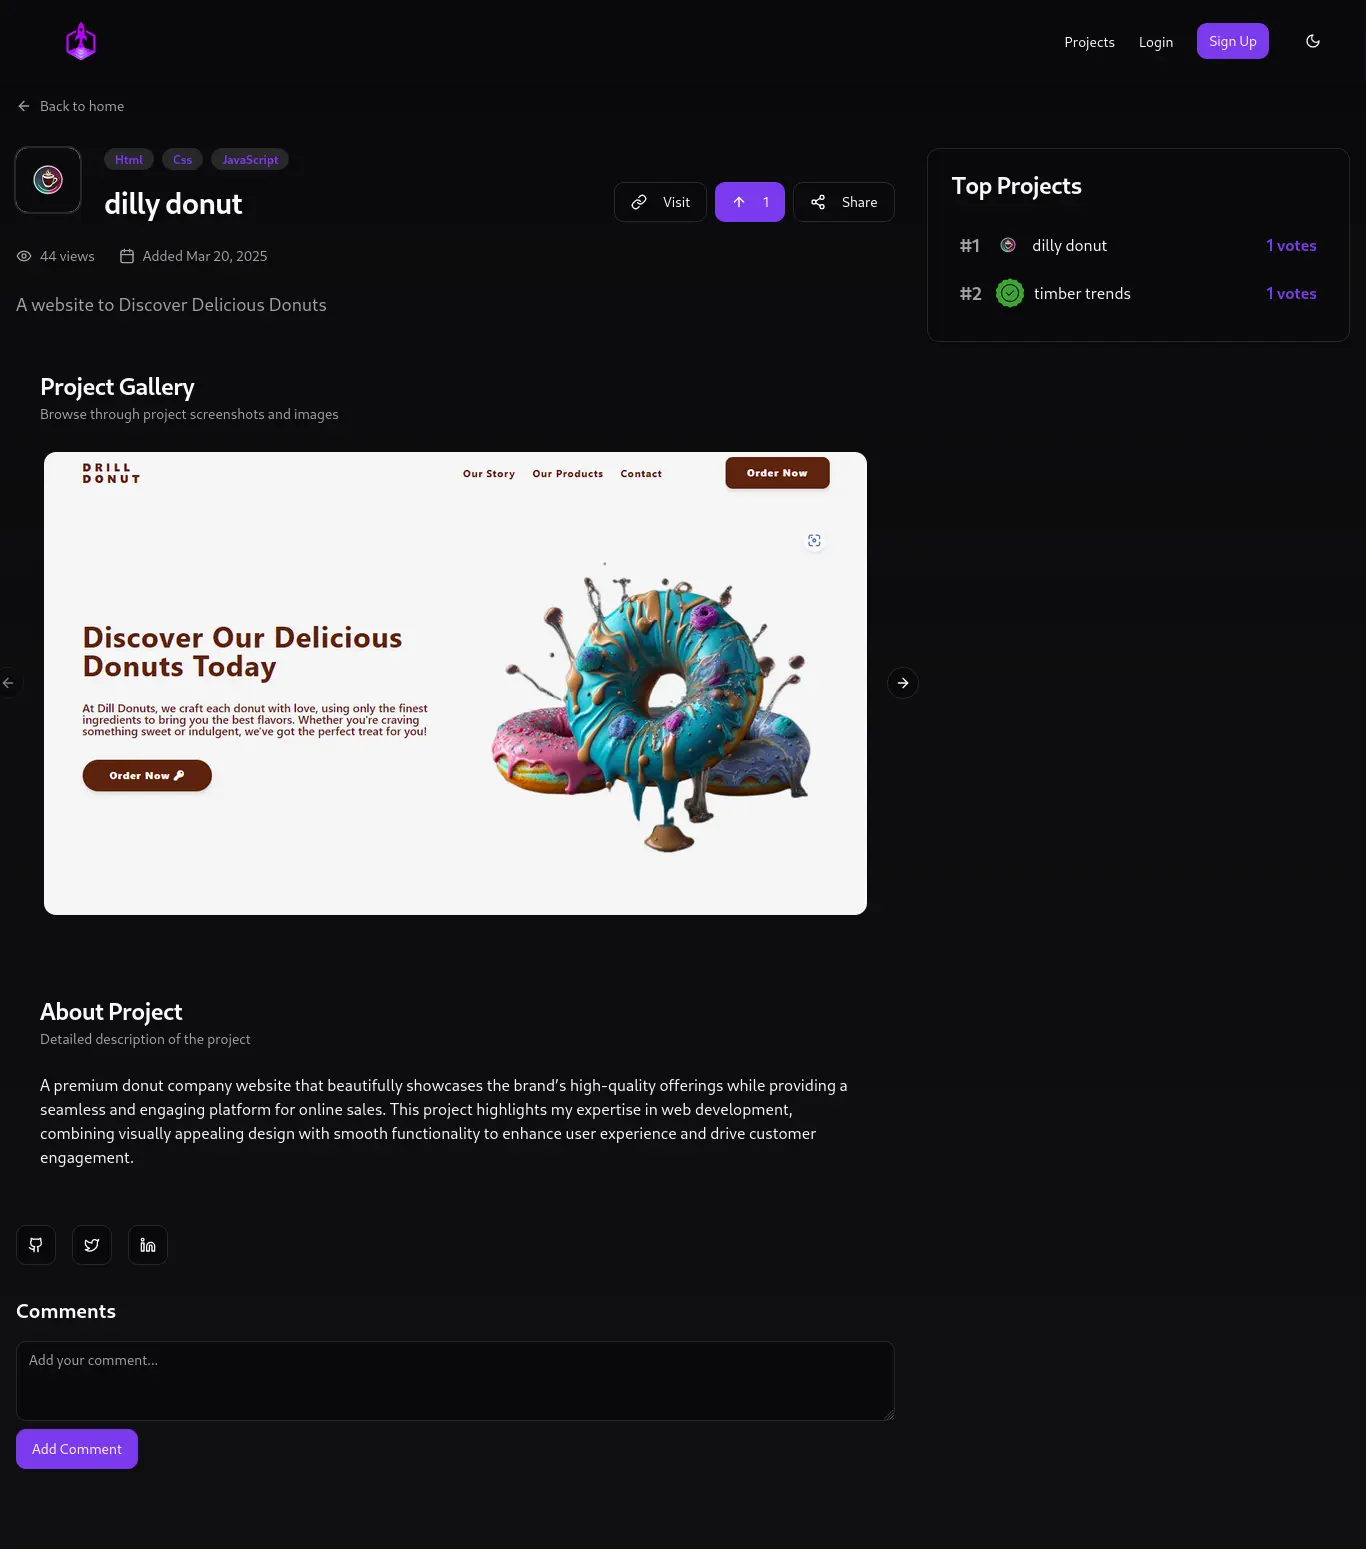 Projects
Login
Sign Up
Back to home
Html
Css
JavaScript
dilly donut
Visit
1
Share
44 views
Added Mar 20, 2025
A website to Discover Delicious Donuts
Top Projects
#1
dilly donut
1 votes
#2
timber trends
1 votes
Project Gallery
Browse through project screenshots and images
DRILL
DONUT
Our Story
Our Products
Contact
Order Now
Discover Our Delicious
Donuts Today
At Dill Donuts, we craft each donut with love, using only the finest
ingredients to bring you the best flavors. Whether you're craving
something sweet or indulgent, we've got the perfect treat for you!
Order Now
About Project
Detailed description of the project
A premium donut company website that beautifully showcases the brand's high-quality offerings while providing a
seamless and engaging platform for online sales. This project highlights my expertise in web development,
combining visually appealing design with smooth functionality to enhance user experience and drive customer
engagement.
Comments
Add your comment...
Add Comment